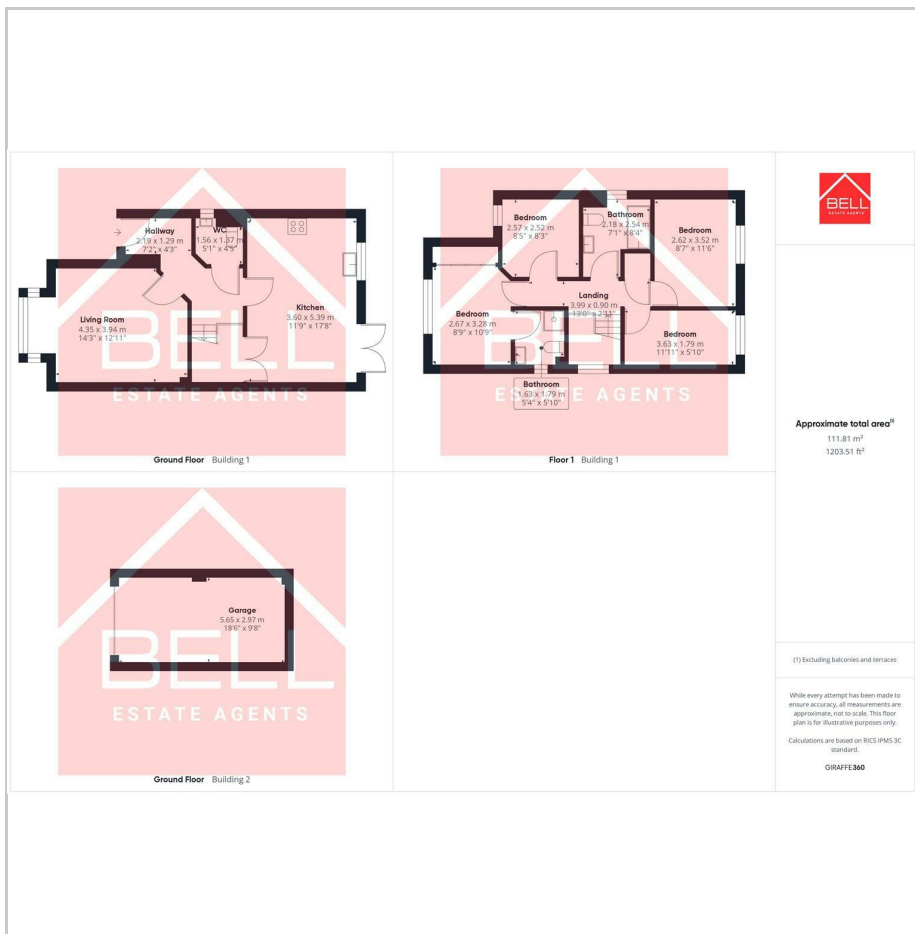 Hallway
2.19 x 1.29 m
7'2" x 4'3"
WC
1.56 x 1.37 m
5'1" x 4'5"
Living Room
4.35 x 3.94 m
14'3" x 12'11"
Kitchen
3.60 x 5.39 m
11'9" x 17'8"
BELL
ESTATE AGENTS
Ground Floor Building 1
Bedroom
2.57 x 2.52 m
8'5" x 8'3"
Bathroom
2.18 x 2.54 m
7'1" x 8'4"
Bedroom
2.62 x 3.52 m
8'7" x 11'6"
Landing
3.99 x 0.90 m
13'0" x 2'11"
Bedroom
2.67 x 3.28 m
8'9" x 10'9"
Bedroom
3.63 x 1.79 m
11'11" x 5'10"
Bathroom
1.63 x 1.79 m
5'4" x 5'10"
BELL
ESTATE AGENTS
Floor 1 Building 1
Garage
5.65 x 2.97 m
18'6" x 9'8"
BELL
ESTATE AGENTS
Ground Floor Building 2
BELL
ESTATE AGENTS
Approximate total area(1)
111.81 m²
1203.51 ft²
(1) Excluding balconies and terraces
While every attempt has been made to
ensure accuracy, all measurements are
approximate, not to scale. This floor
plan is for illustrative purposes only.
Calculations are based on RICS IPMS 3C
standard.
GIRAFFE360